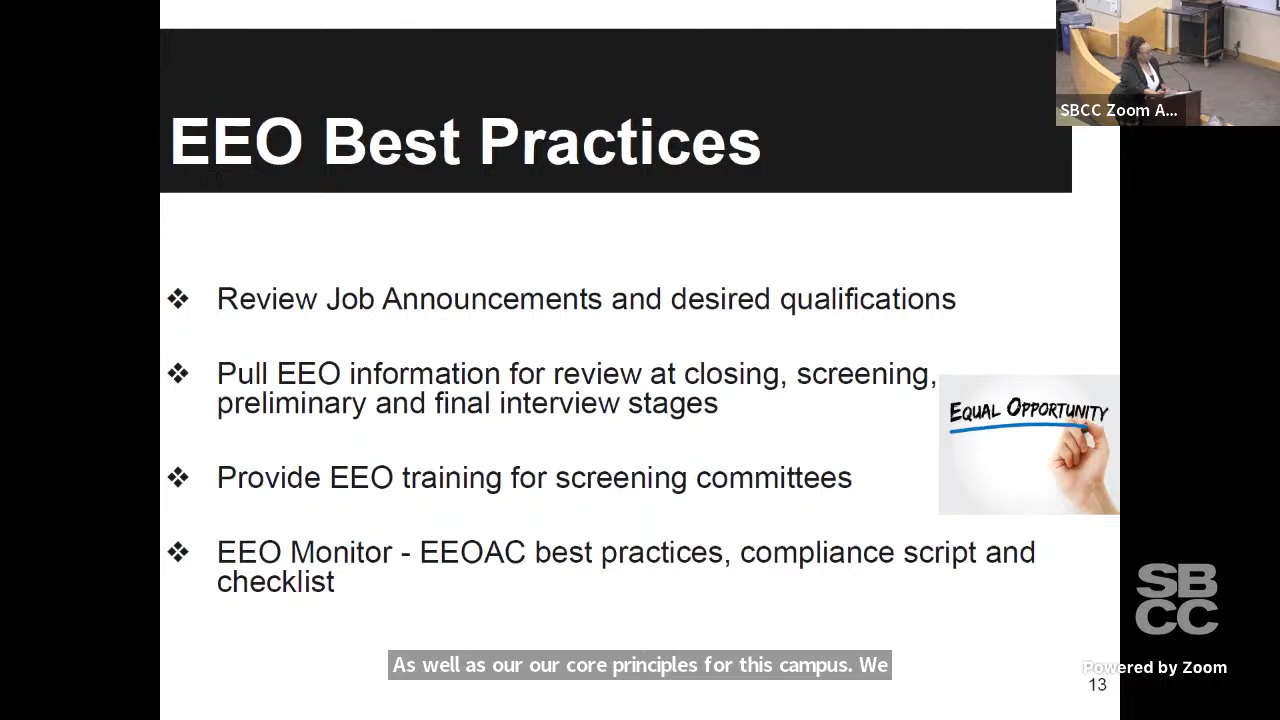 SBCC Zoom A...
EEO Best Practices
❖ Review Job Announcements and desired qualifications
❖ Pull EEO information for review at closing, screening,
preliminary and final interview stages
EQUAL OPPORTUNITY
❖ Provide EEO training for screening committees
❖ EEO Monitor - EEOAC best practices, compliance script and
checklist
SB
CC
As well as our our core principles for this campus. We
Powered by Zoom
13